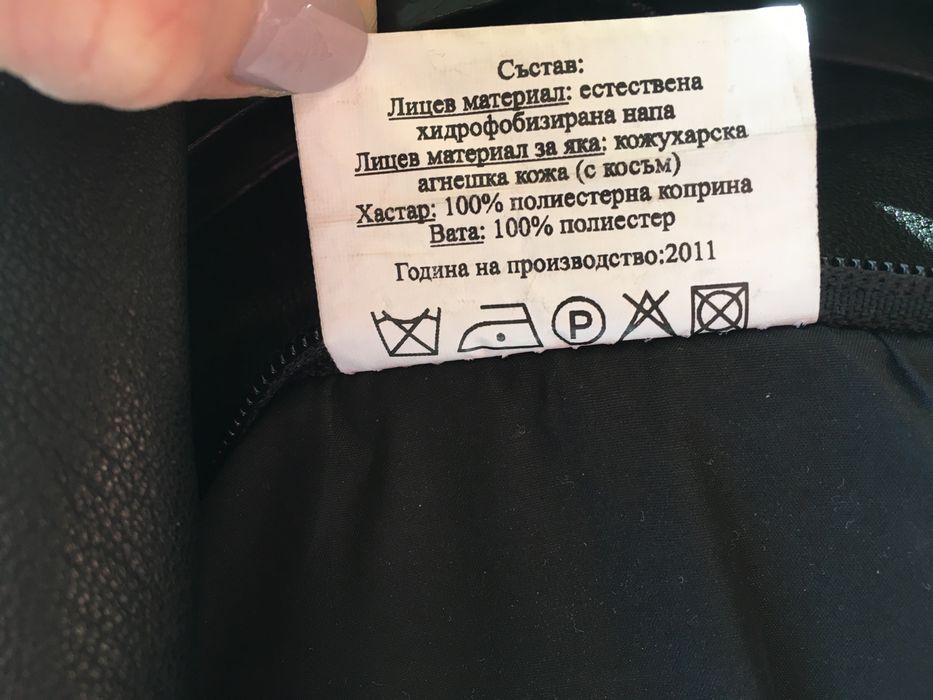 Състав:
Лицев материал: естествена
хидрофобизирана напа
Лицев материал за яка: кожухарска
агнешка кожа (с косъм)
Хастар: 100% полиестерна коприна
Вата: 100% полиестер
Година на производство:2011
P